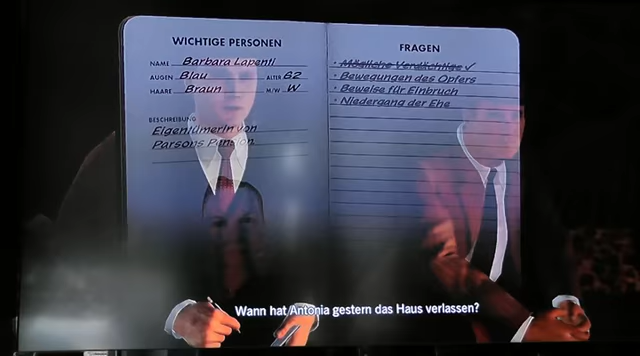 WICHTIGE PERSONEN
NAME Barbara Lapenti
AUGEN Blau ALTER 62
HAARE Braun M/W W
BESCHREIBUNG
Eigentümerin von
Parsons Pension
FRAGEN
· Mögliche Verdächtige ✓
· Bewegungen des Opfers
· Beweise für Einbruch
· Niedergang der Ehe
Wann hat Antonia gestern das Haus verlassen?